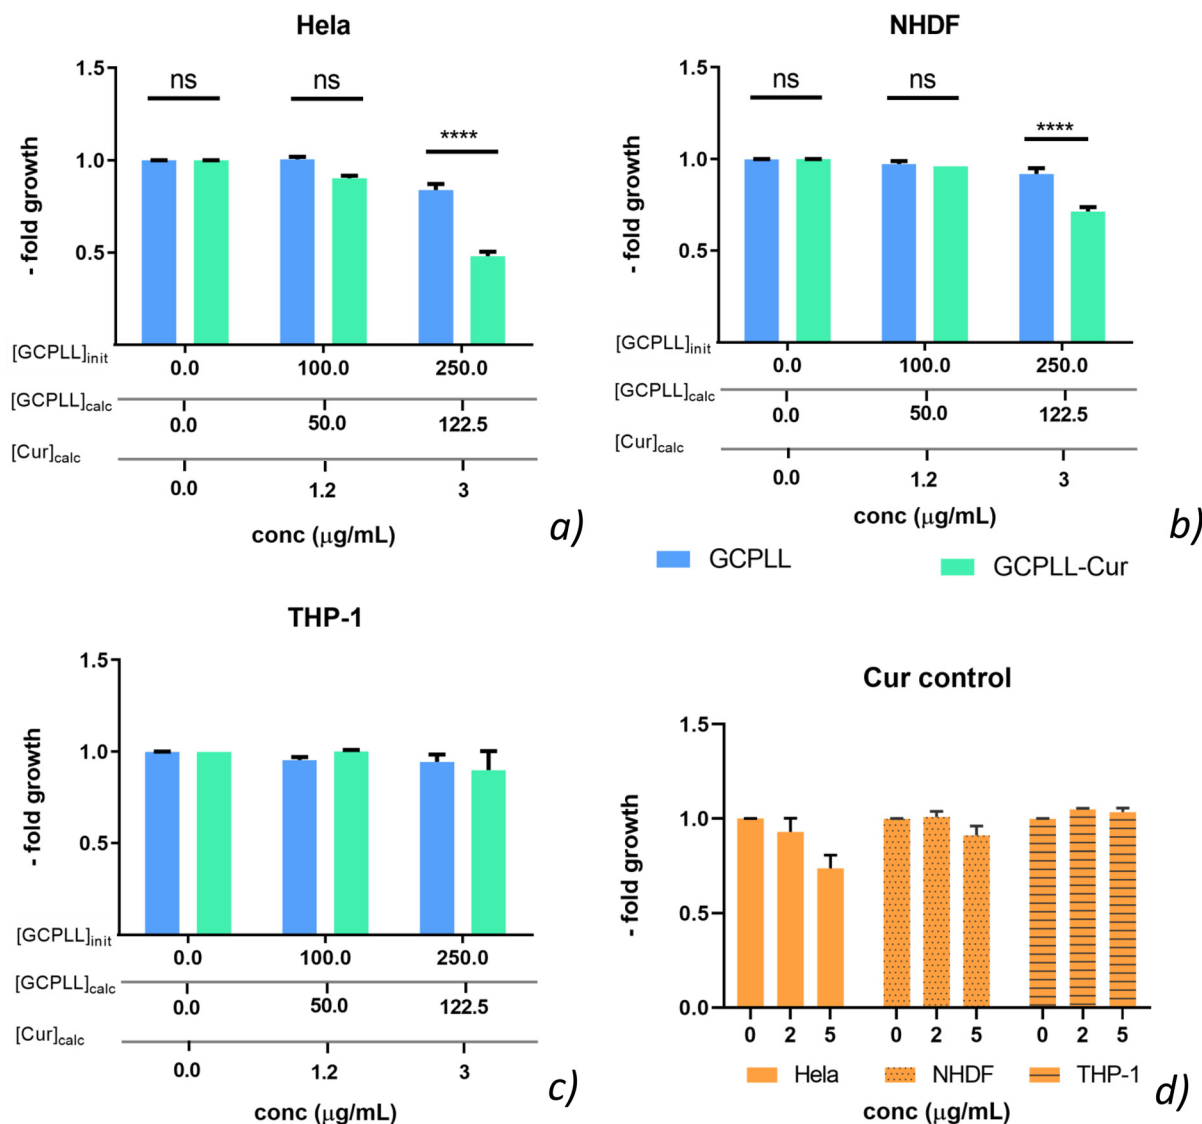 Hela
1.5
1.0
0.5
- fold growth
ns
ns
****
[GCPLL]init
0.0 100.0 250.0
[GCPLL]calc
0.0 50.0 122.5
[Cur]calc
0.0 1.2 3
conc (μg/mL)
a)
NHDF
1.5
1.0
0.5
- fold growth
ns
ns
****
[GCPLL]init
0.0 100.0 250.0
[GCPLL]calc
0.0 50.0 122.5
[Cur]calc
0.0 1.2 3
conc (μg/mL)
b)
GCPLL GCPLL-Cur
THP-1
1.5
1.0
0.5
- fold growth
[GCPLL]init
0.0 100.0 250.0
[GCPLL]calc
0.0 50.0 122.5
[Cur]calc
0.0 1.2 3
conc (μg/mL)
c)
Cur control
1.5
1.0
0.5
0.0
- fold growth
0 2 5 0 2 5 0 2 5
Hela NHDF THP-1
conc (μg/mL)
d)